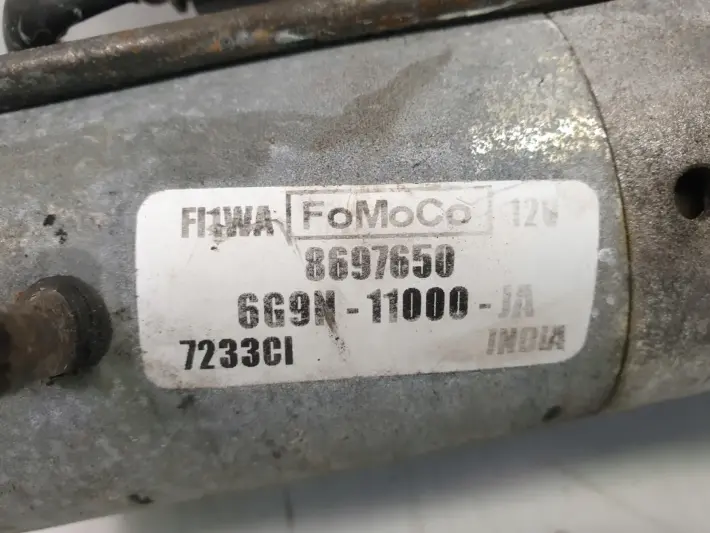 FI1WA FoMoCo 12V
8697650
6G9N-11000-JA
7233CI INDIA